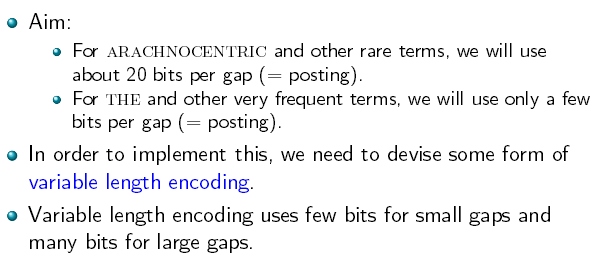 Aim:
For ARACHNOCENTRIC and other rare terms, we will use
about 20 bits per gap (= posting).
For THE and other very frequent terms, we will use only a few
bits per gap (= posting).
In order to implement this, we need to devise some form of
variable length encoding.
Variable length encoding uses few bits for small gaps and
many bits for large gaps.